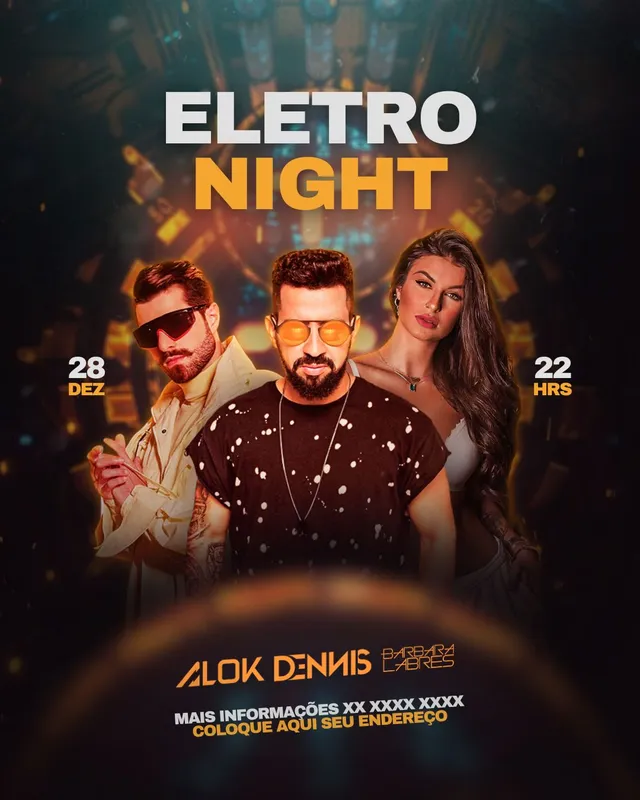 ELETRO
NIGHT
28
DEZ
22
HRS
ALOK DENNIS BARBARA LABRES
MAIS INFORMAÇÕES XX XXXX XXXX
COLOQUE AQUI SEU ENDEREÇO